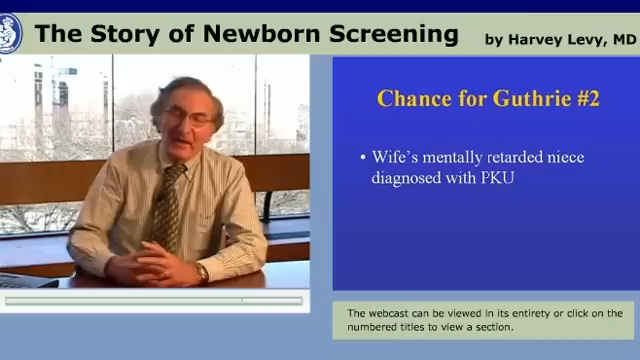 The Story of Newborn Screening by Harvey Levy, MD
Chance for Guthrie #2
• Wife's mentally retarded niece
diagnosed with PKU
The webcast can be viewed in its entirety or click on the
numbered titles to view a section.